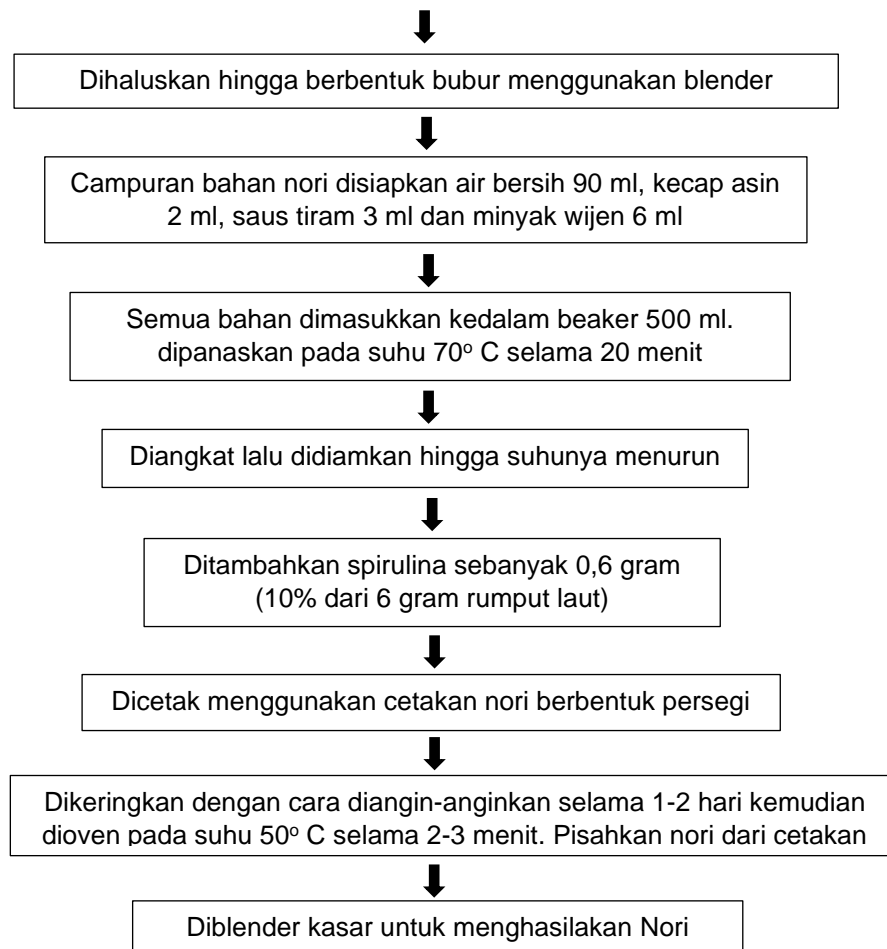 Dihaluskan hingga berbentuk bubur menggunakan blender
Campuran bahan nori disiapkan air bersih 90 ml, kecap asin
2 ml, saus tiram 3 ml dan minyak wijen 6 ml
Semua bahan dimasukkan kedalam beaker 500 ml.
dipanaskan pada suhu 70º C selama 20 menit
Diangkat lalu didiamkan hingga suhunya menurun
Ditambahkan spirulina sebanyak 0,6 gram
(10% dari 6 gram rumput laut)
Dicetak menggunakan cetakan nori berbentuk persegi
Dikeringkan dengan cara diangin-anginkan selama 1-2 hari kemudian
dioven pada suhu 50º C selama 2-3 menit. Pisahkan nori dari cetakan
Diblender kasar untuk menghasilakan Nori